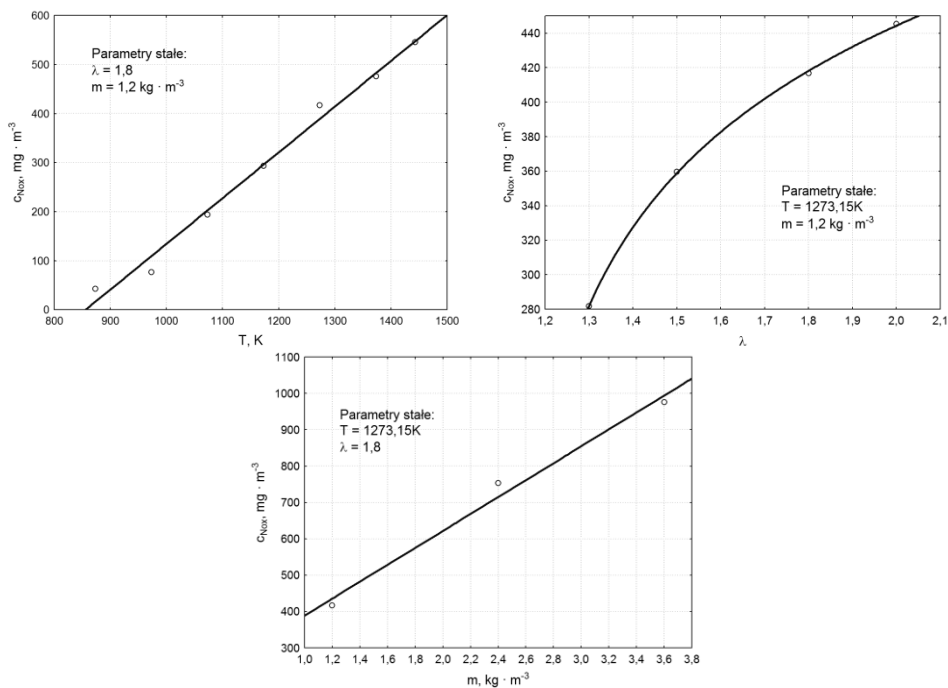 600
500
400
300
200
100
0
c_Nox, mg · m⁻³
Parametry stałe:
λ = 1,8
m = 1,2 kg · m⁻³
800 900 1000 1100 1200 1300 1400 1500
T, K
440
420
400
380
360
340
320
300
280
c_Nox, mg · m⁻³
Parametry stałe:
T = 1273,15K
m = 1,2 kg · m⁻³
1,2 1,3 1,4 1,5 1,6 1,7 1,8 1,9 2,0 2,1
λ
1100
1000
900
800
700
600
500
400
300
c_Nox, mg · m⁻³
Parametry stałe:
T = 1273,15K
λ = 1,8
1,0 1,2 1,4 1,6 1,8 2,0 2,2 2,4 2,6 2,8 3,0 3,2 3,4 3,6 3,8
m, kg · m⁻³